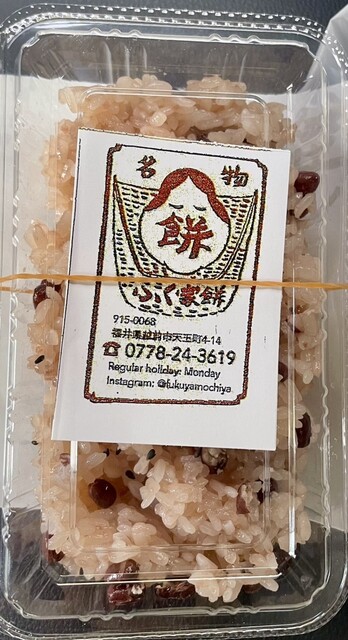 名物
餅
ふく家餅
915-0068
福井県越前市天王町4-14
☎ 0778-24-3619
Regular holiday: Monday
Instagram: @fukuyamochiya